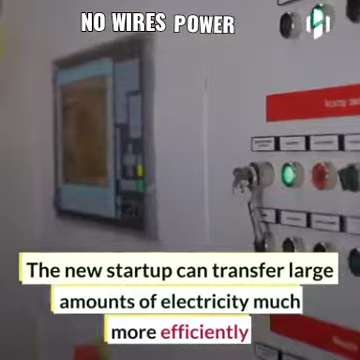 NO WIRES POWER
The new startup can transfer large
amounts of electricity much
more efficiently